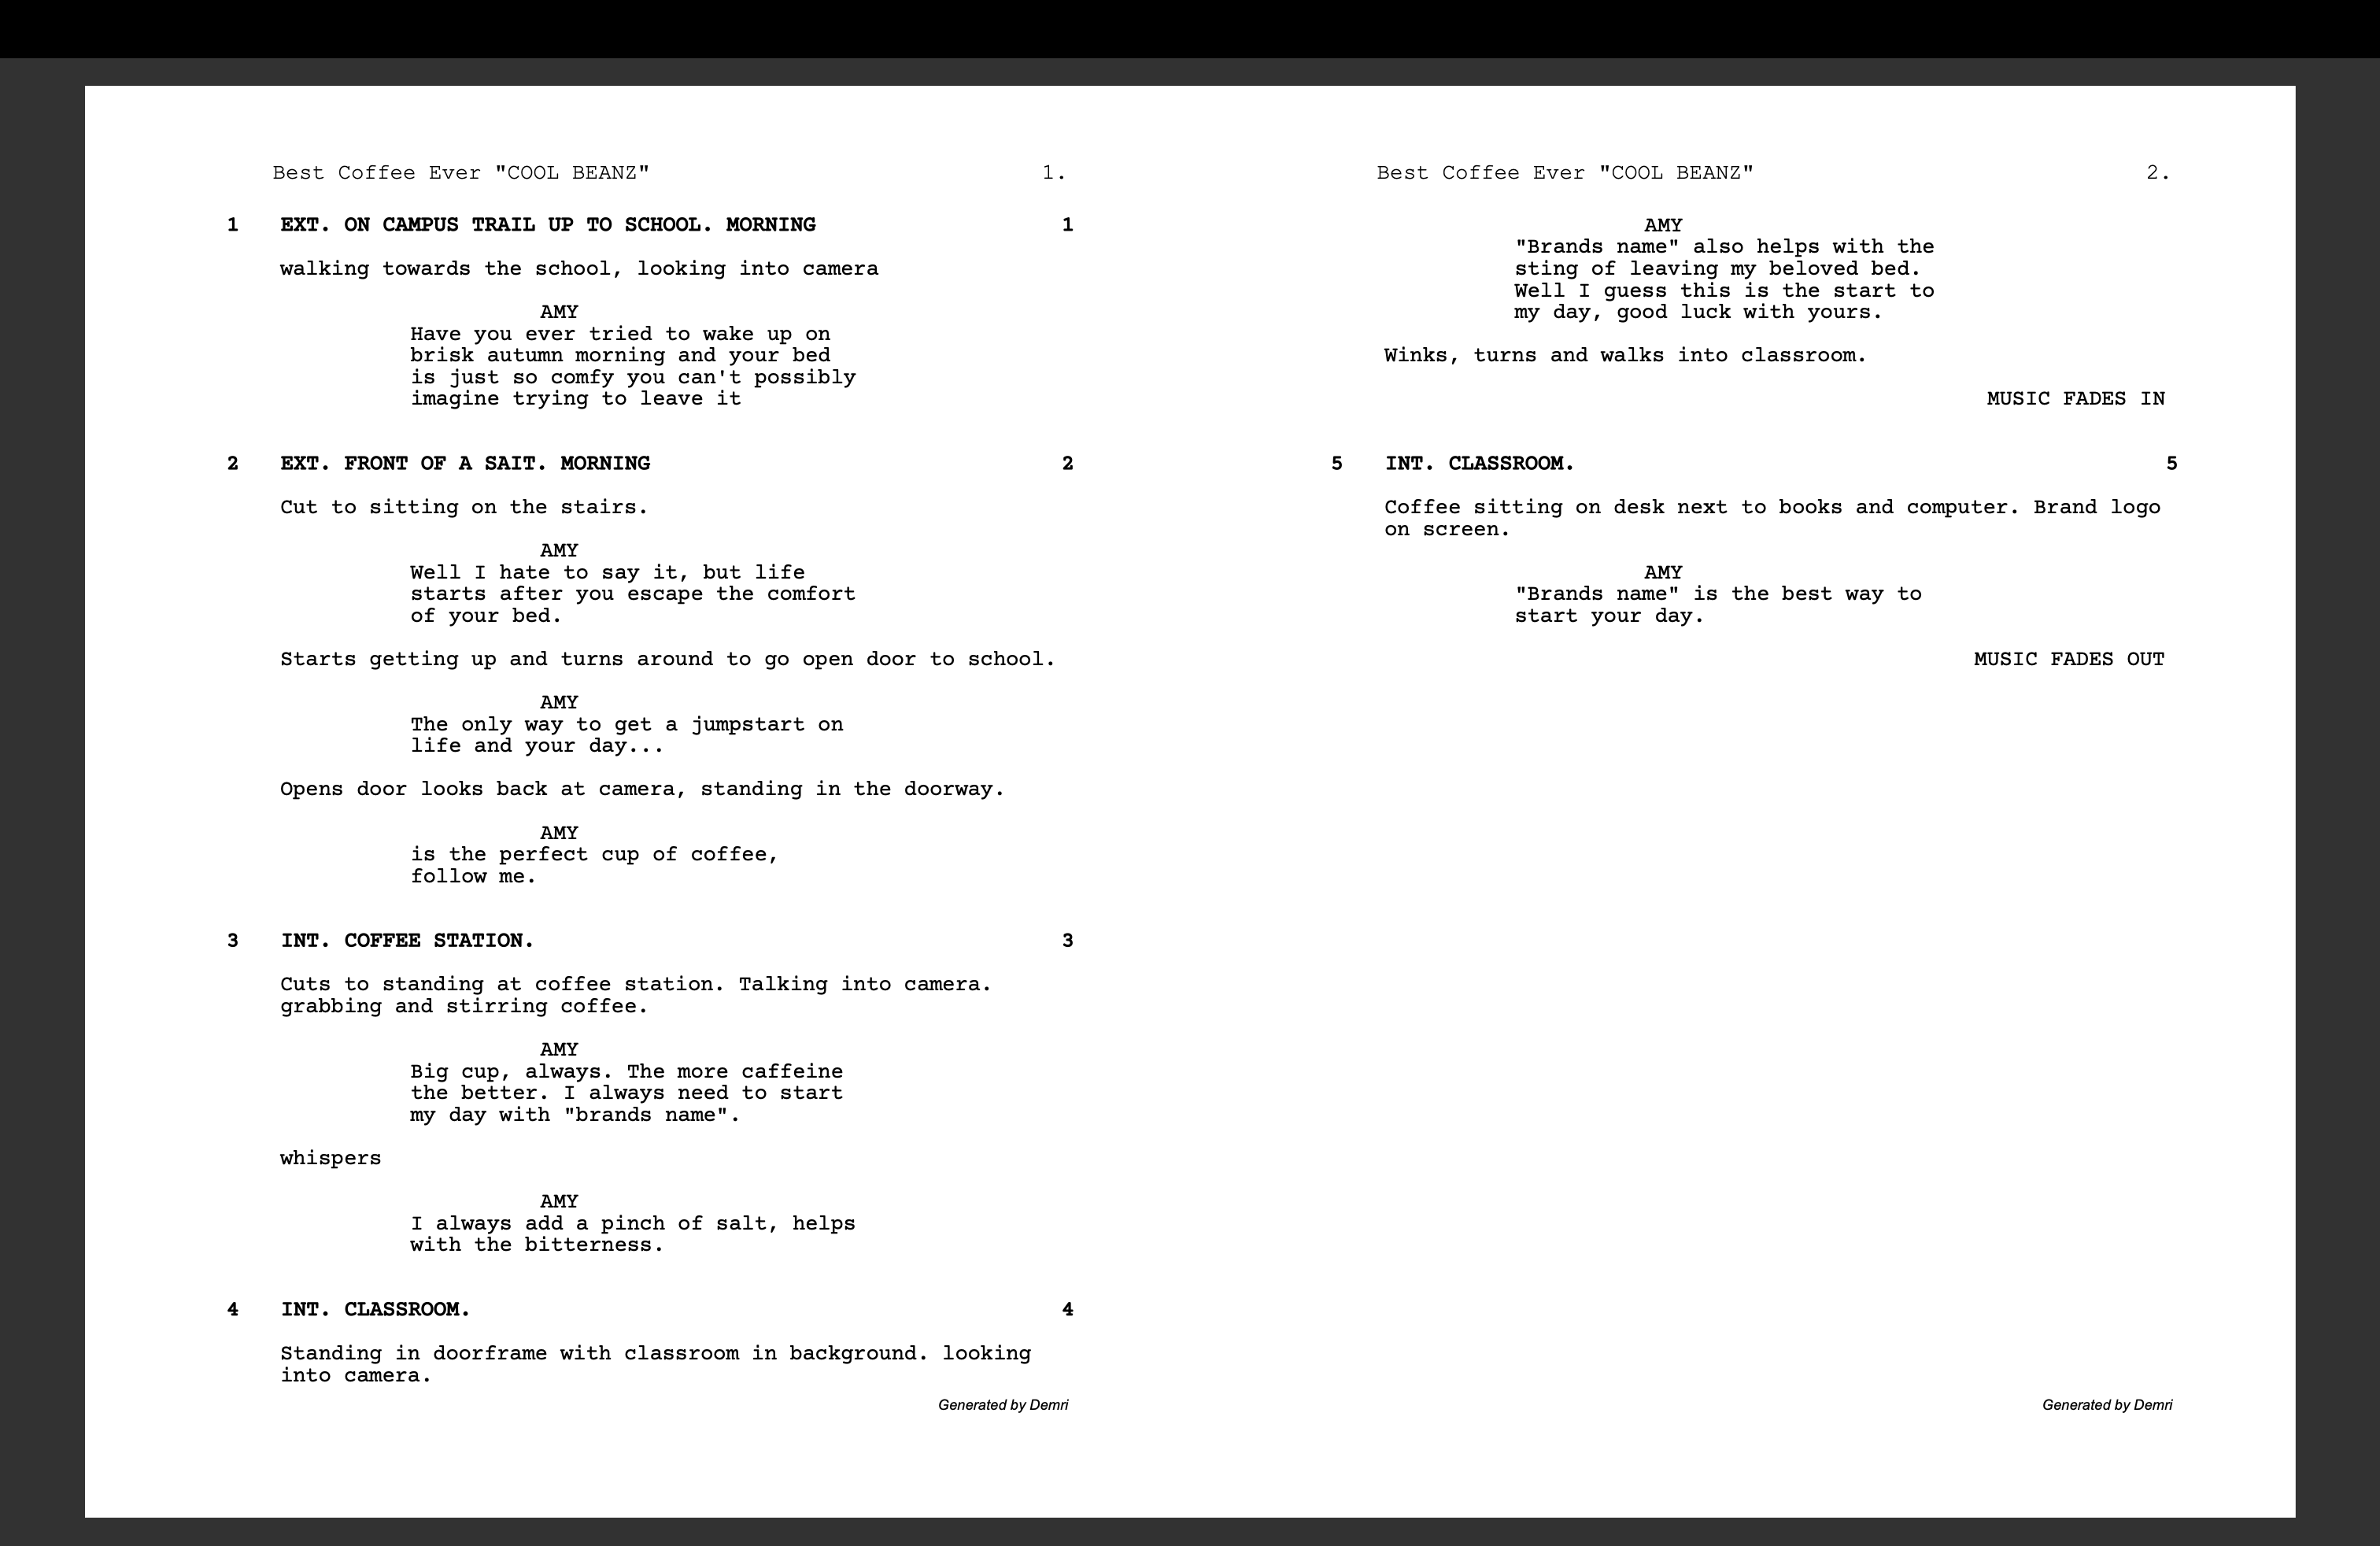 Best Coffee Ever "COOL BEANZ" 1.
1 EXT. ON CAMPUS TRAIL UP TO SCHOOL. MORNING 1
walking towards the school, looking into camera
AMY
Have you ever tried to wake up on
brisk autumn morning and your bed
is just so comfy you can't possibly
imagine trying to leave it
2 EXT. FRONT OF A SAIT. MORNING 2
Cut to sitting on the stairs.
AMY
Well I hate to say it, but life
starts after you escape the comfort
of your bed.
Starts getting up and turns around to go open door to school.
AMY
The only way to get a jumpstart on
life and your day...
Opens door looks back at camera, standing in the doorway.
AMY
is the perfect cup of coffee,
follow me.
3 INT. COFFEE STATION. 3
Cuts to standing at coffee station. Talking into camera.
grabbing and stirring coffee.
AMY
Big cup, always. The more caffeine
the better. I always need to start
my day with "brands name".
whispers
AMY
I always add a pinch of salt, helps
with the bitterness.
4 INT. CLASSROOM. 4
Standing in doorframe with classroom in background. looking
into camera.
Generated by Demri
Best Coffee Ever "COOL BEANZ" 2.
AMY
"Brands name" also helps with the
sting of leaving my beloved bed.
Well I guess this is the start to
my day, good luck with yours.
Winks, turns and walks into classroom.
MUSIC FADES IN
5 INT. CLASSROOM. 5
Coffee sitting on desk next to books and computer. Brand logo
on screen.
AMY
"Brands name" is the best way to
start your day.
MUSIC FADES OUT
Generated by Demri